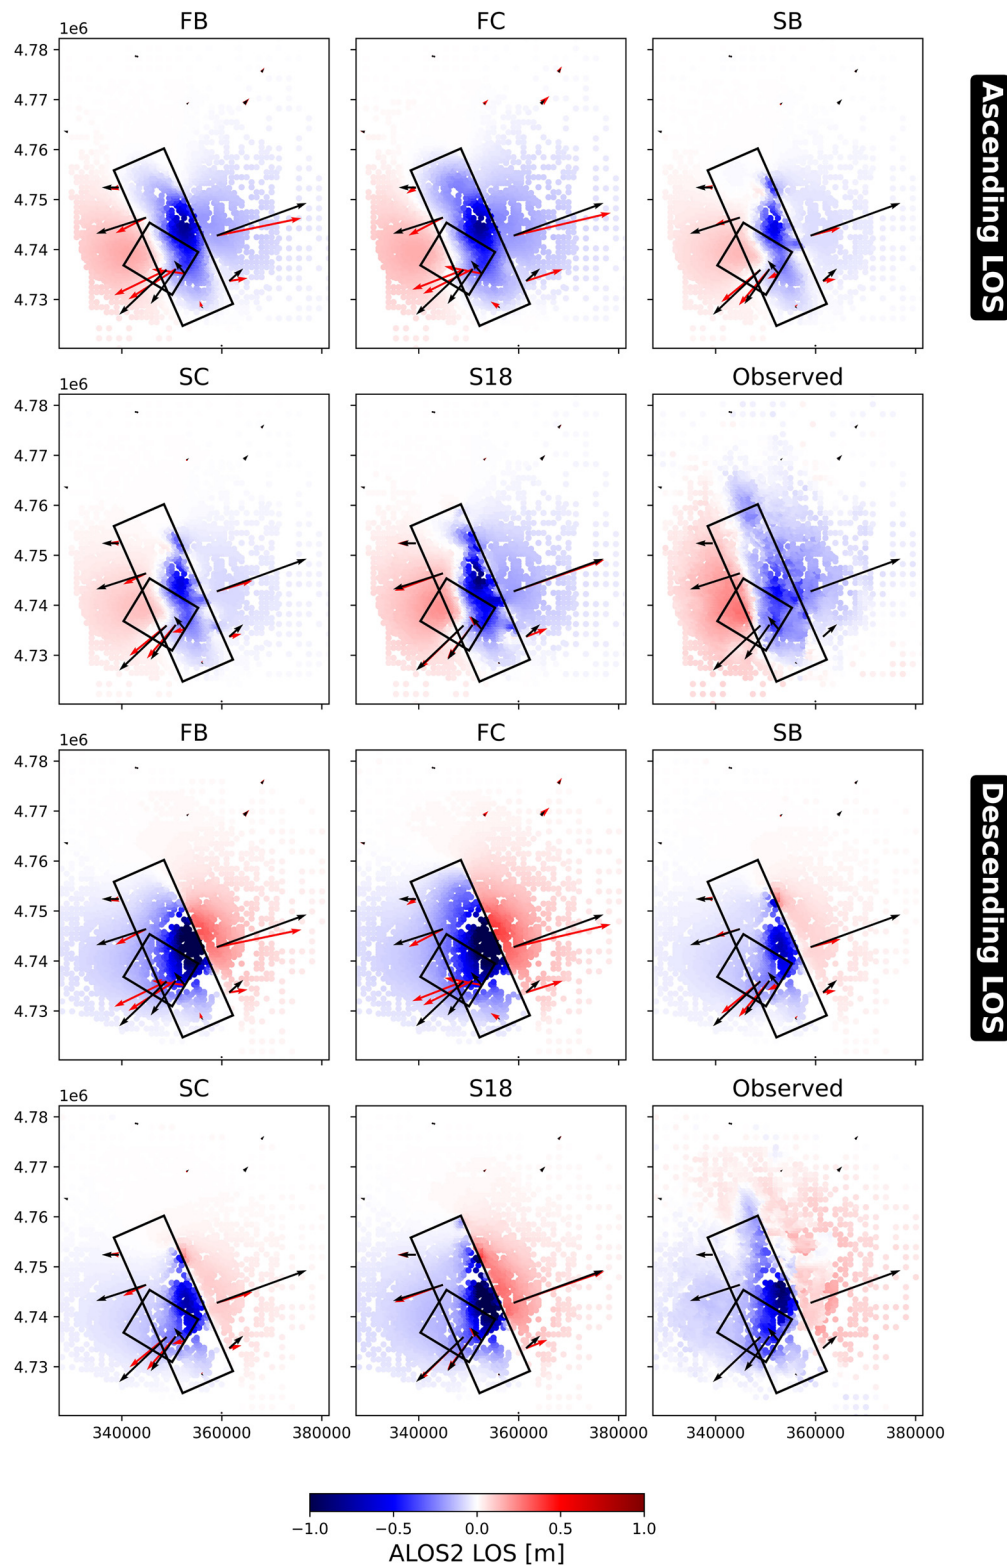 FB FC SB
1e6
4.78
4.77
4.76
4.75
4.74
4.73
Ascending LOS
SC S18 Observed
1e6
4.78
4.77
4.76
4.75
4.74
4.73
FB FC SB
1e6
4.78
4.77
4.76
4.75
4.74
4.73
Descending LOS
SC S18 Observed
1e6
4.78
4.77
4.76
4.75
4.74
4.73
340000 360000 380000 340000 360000 380000 340000 360000 380000
−1.0 −0.5 0.0 0.5 1.0
ALOS2 LOS [m]